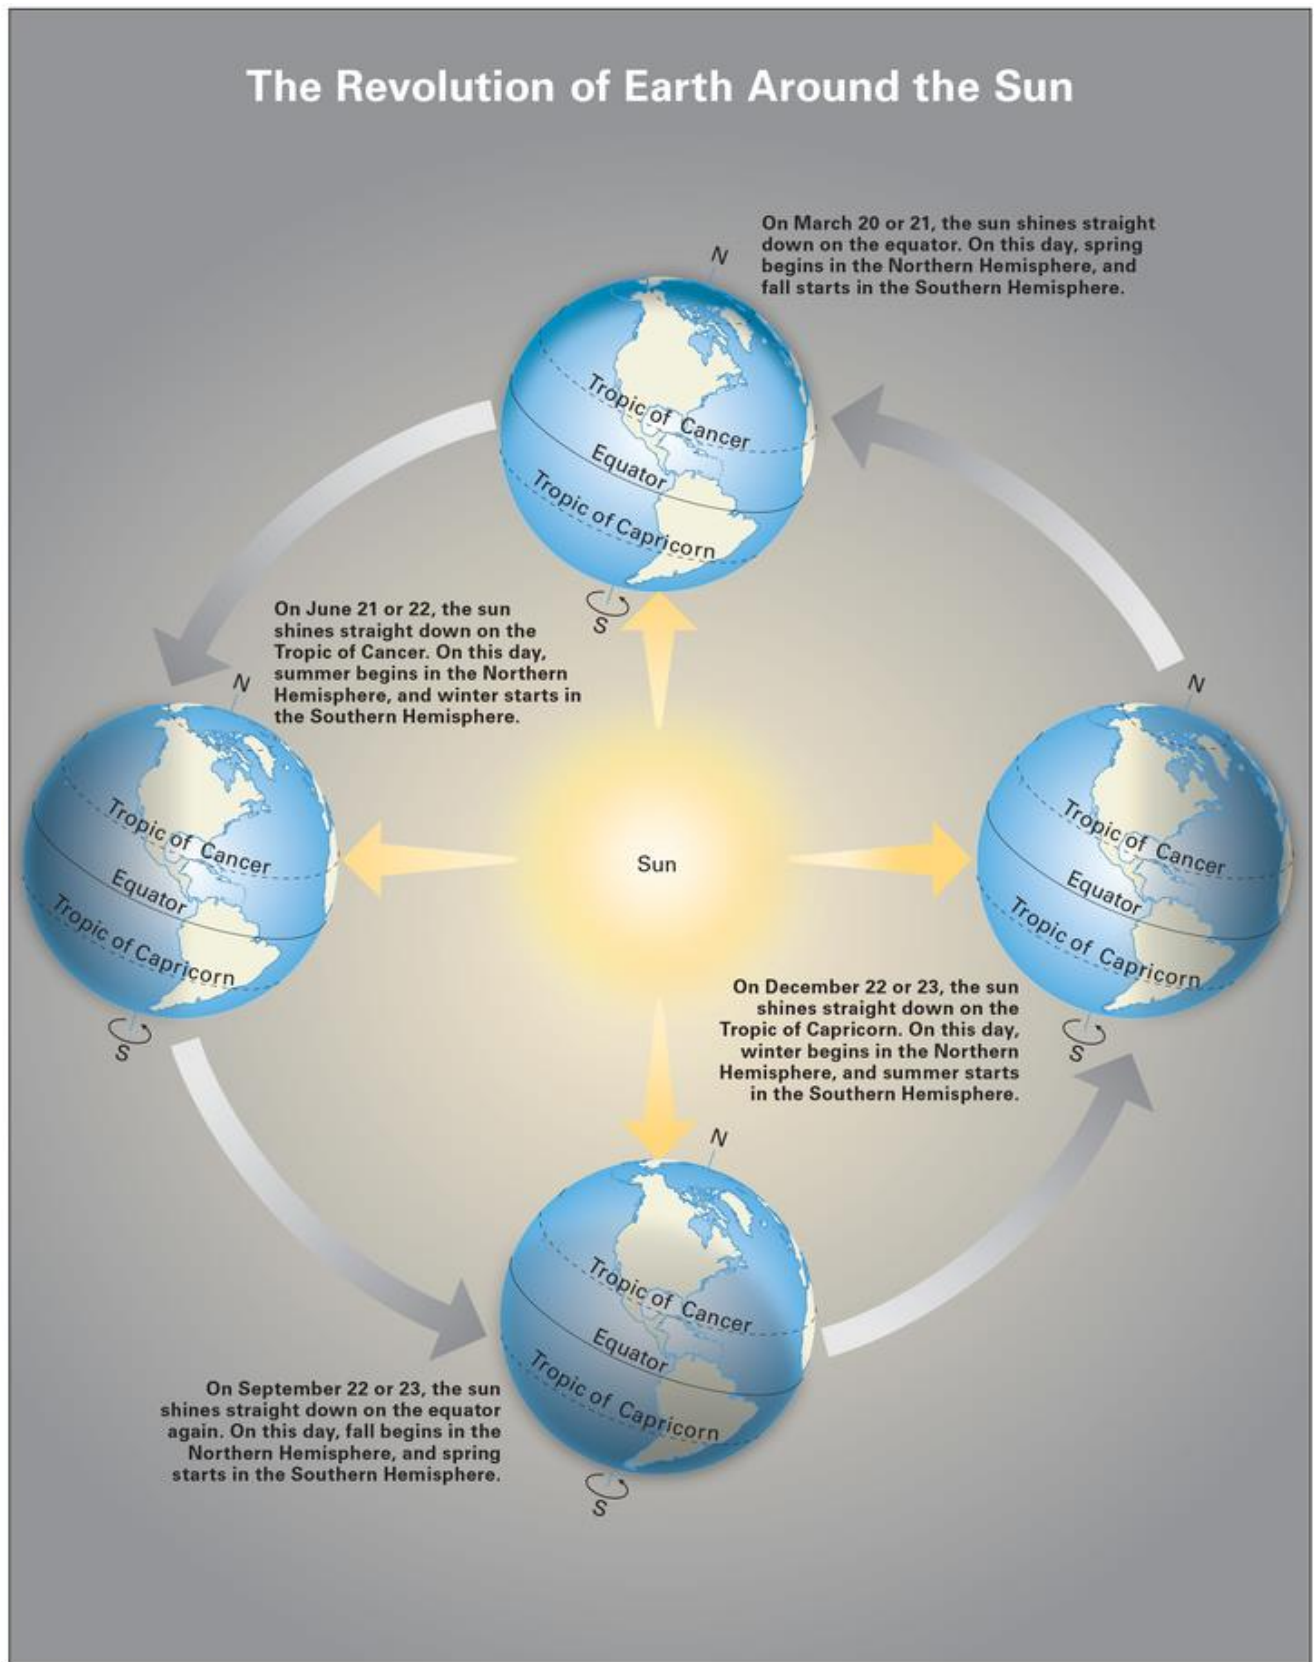 The Revolution of Earth Around the Sun
On March 20 or 21, the sun shines straight
down on the equator. On this day, spring
begins in the Northern Hemisphere, and
fall starts in the Southern Hemisphere.
N
Tropic of Cancer
Equator
Tropic of Capricorn
S
On June 21 or 22, the sun
shines straight down on the
Tropic of Cancer. On this day,
summer begins in the Northern
Hemisphere, and winter starts in
the Southern Hemisphere.
N
Tropic of Cancer
Equator
Tropic of Capricorn
S
Sun
N
Tropic of Cancer
Equator
Tropic of Capricorn
S
On December 22 or 23, the sun
shines straight down on the
Tropic of Capricorn. On this day,
winter begins in the Northern
Hemisphere, and summer starts
in the Southern Hemisphere.
N
Tropic of Cancer
Equator
Tropic of Capricorn
S
On September 22 or 23, the sun
shines straight down on the equator
again. On this day, fall begins in the
Northern Hemisphere, and spring
starts in the Southern Hemisphere.